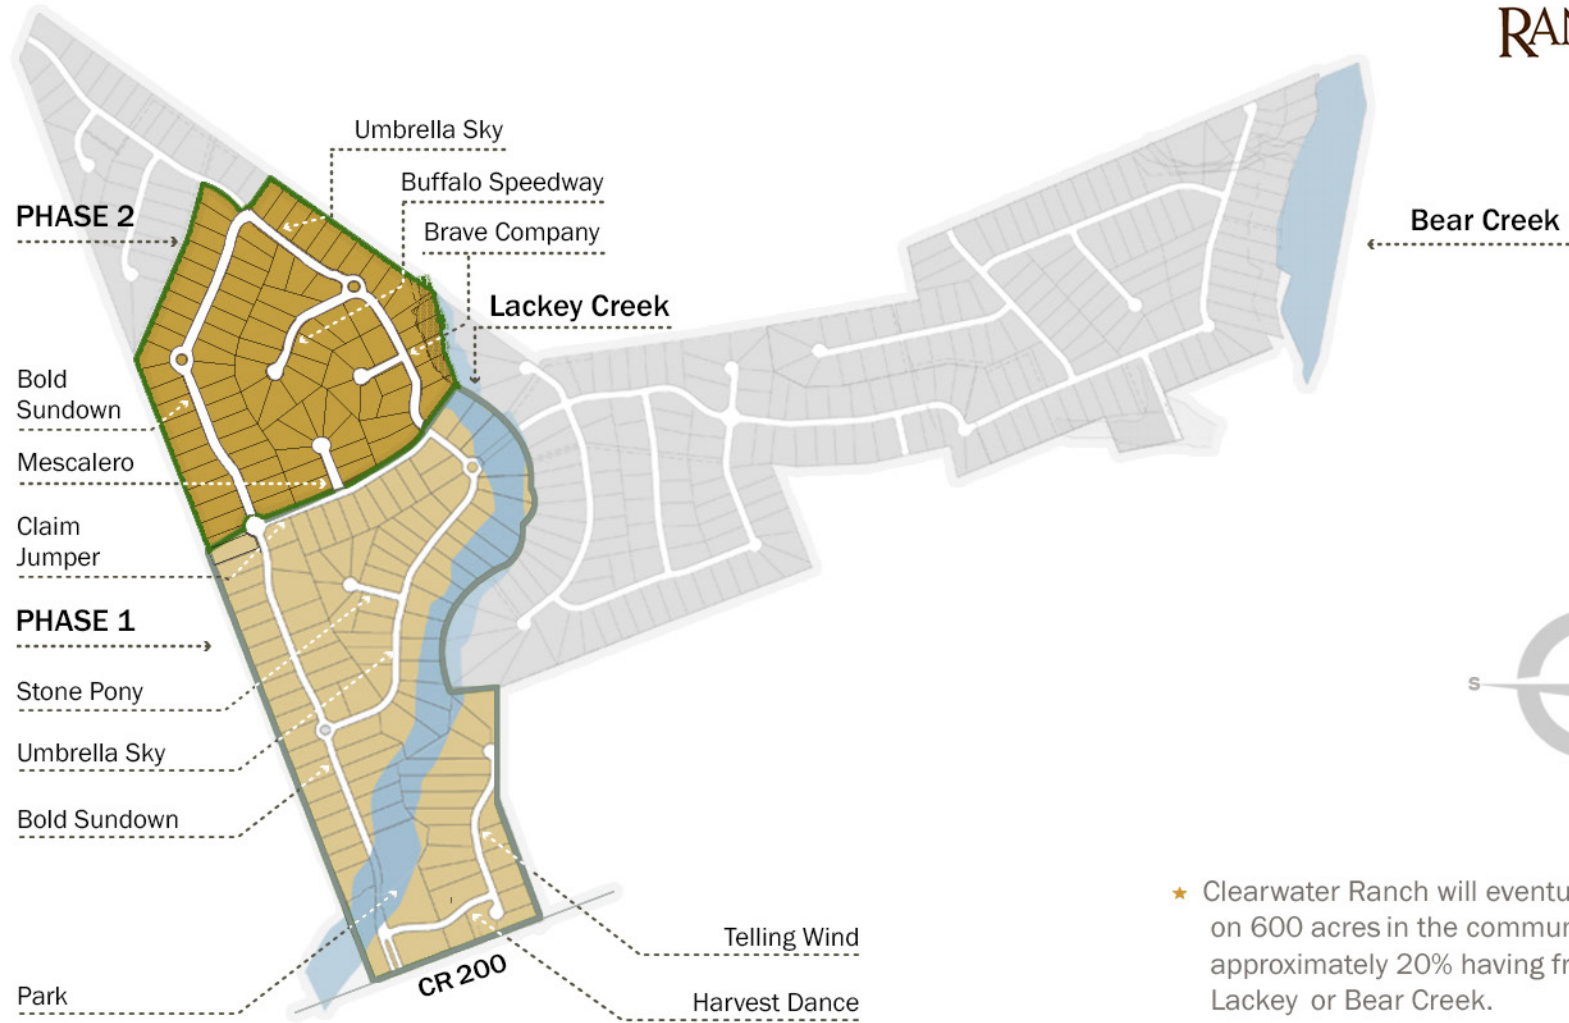 RAN
Umbrella Sky
Buffalo Speedway
PHASE 2
Brave Company
Bear Creek
Lackey Creek
Bold
Sundown
Mescalero
Claim
Jumper
PHASE 1
Stone Pony
S
Umbrella Sky
Bold Sundown
★ Clearwater Ranch will eventu
on 600 acres in the commun
Telling Wind
approximately 20% having fr
CR 200
Park
Harvest Dance
Lackey or Bear Creek.